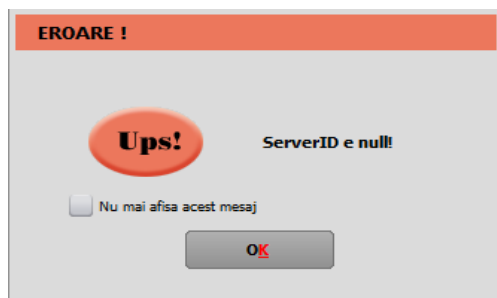 EROARE !
Ups!
ServerID e null!
Nu mai afisa acest mesaj
OK